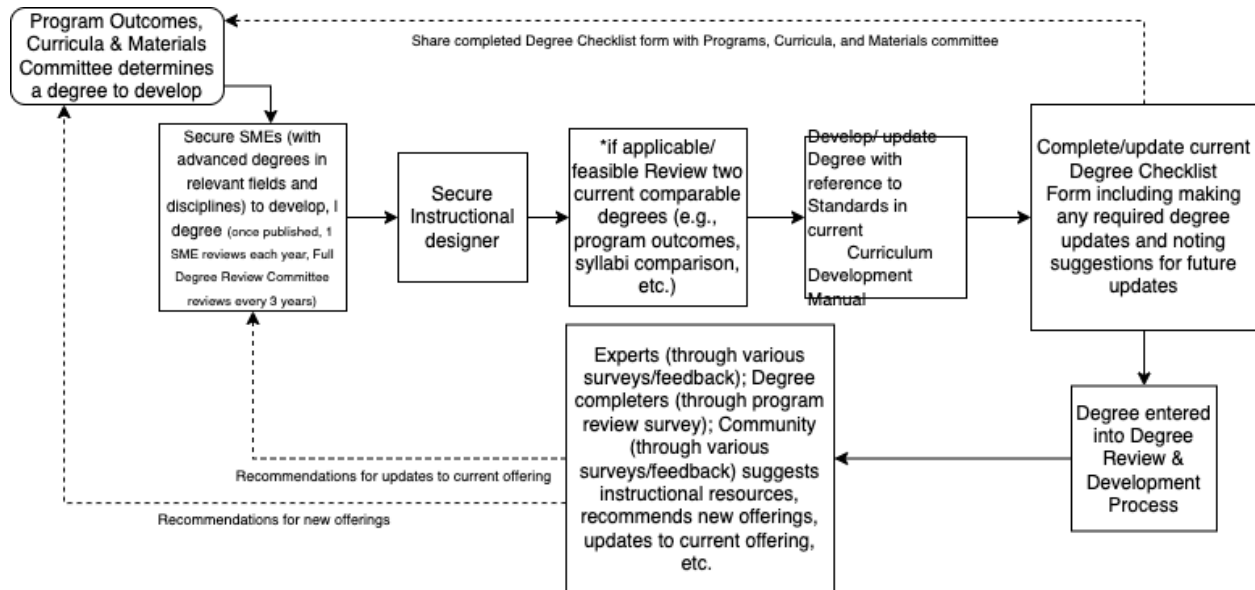 Program Outcomes,
Curricula & Materials
Committee determines
a degree to develop
Share completed Degree Checklist form with Programs, Curricula, and Materials committee
Secure SMEs (with
advanced degrees in
relevant fields and
disciplines) to develop, I
degree (once published, 1
SME reviews each year, Full
Degree Review Committee
reviews every 3 years)
Secure
Instructional
designer
*if applicable/
feasible Review two
current comparable
degrees (e.g.,
program outcomes,
syllabi comparison,
etc.)
Develop/ update
Degree with
reference to
Standards in
current
Curriculum
Development
Manual
Complete/update current
Degree Checklist
Form including making
any required degree
updates and noting
suggestions for future
updates
Degree entered
into Degree
Review &
Development
Process
Experts (through various
surveys/feedback); Degree
completers (through program
review survey); Community
(through various
surveys/feedback) suggests
instructional resources,
recommends new offerings,
updates to current offering,
etc.
Recommendations for updates to current offering
Recommendations for new offerings